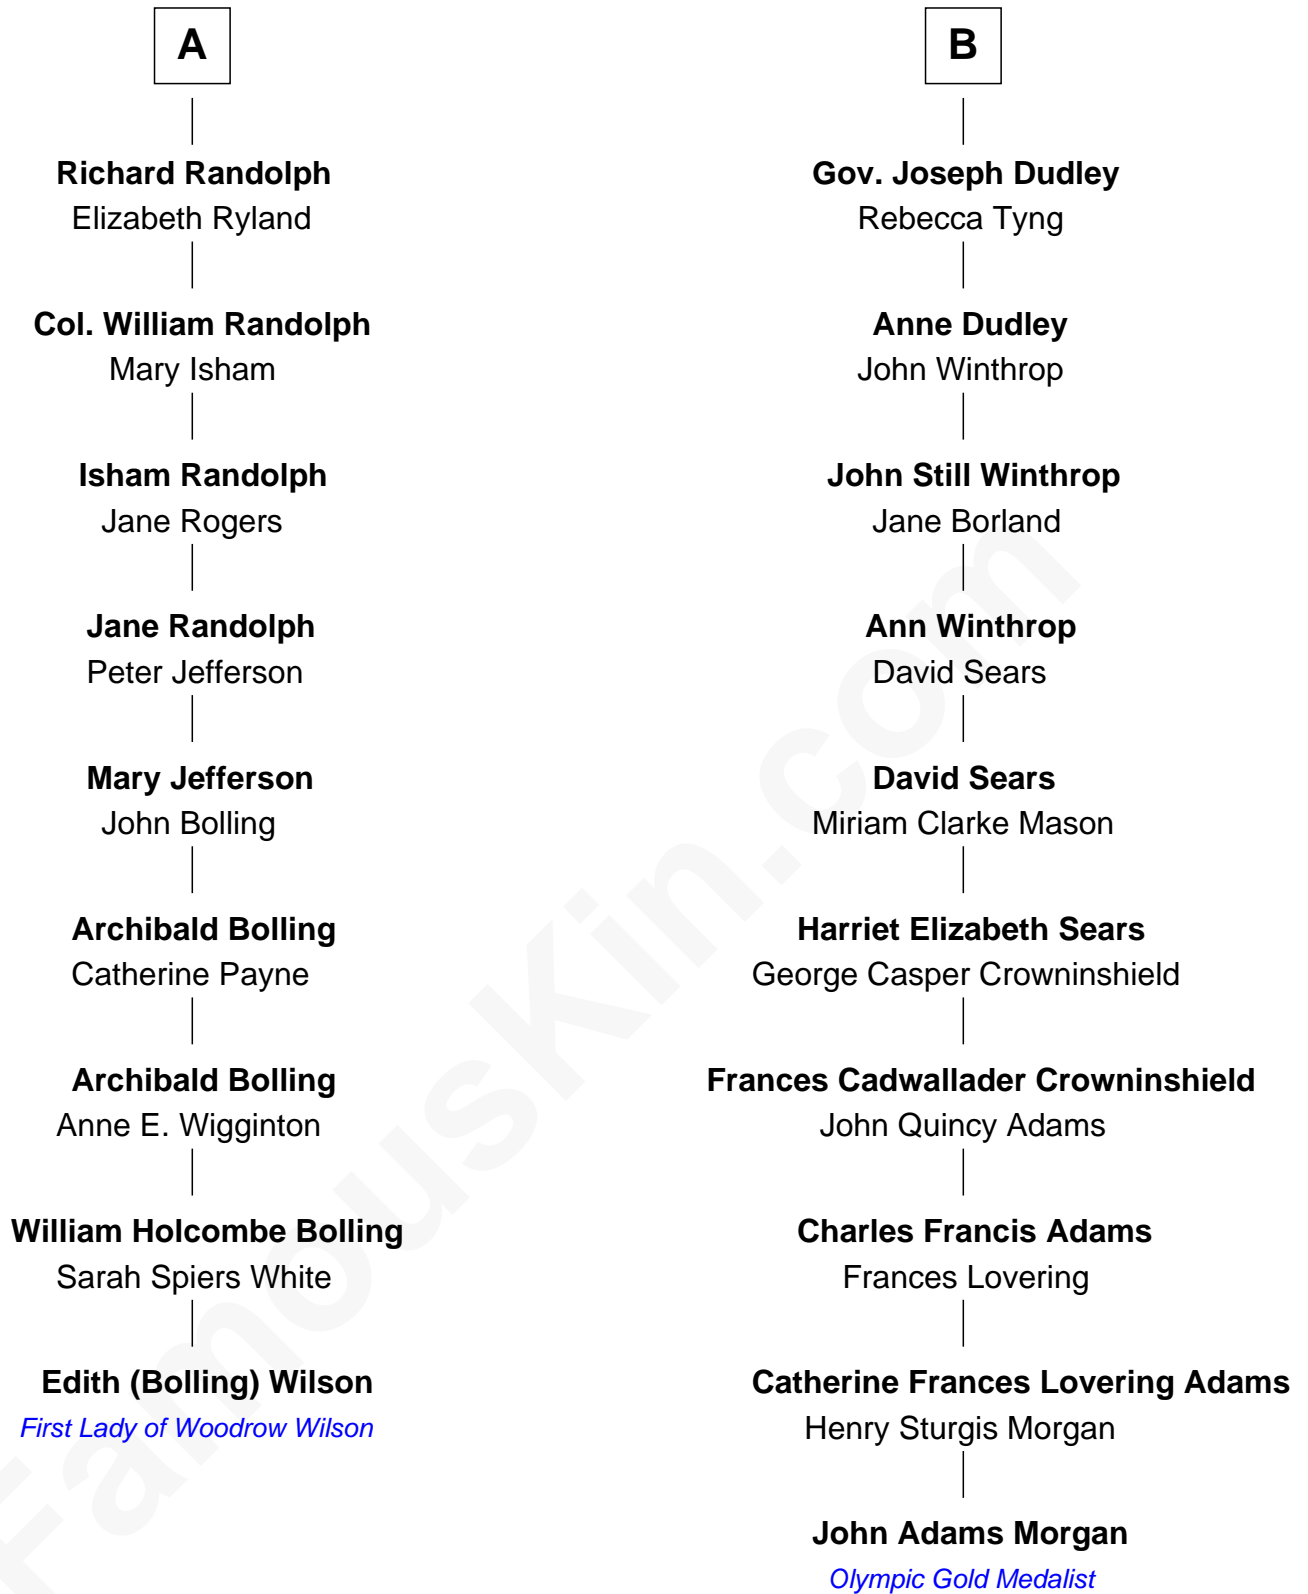 A
Richard Randolph
Elizabeth Ryland
Col. William Randolph
Mary Isham
Isham Randolph
Jane Rogers
Jane Randolph
Peter Jefferson
Mary Jefferson
John Bolling
Archibald Bolling
Catherine Payne
Archibald Bolling
Anne E. Wigginton
William Holcombe Bolling
Sarah Spiers White
Edith (Bolling) Wilson
First Lady of Woodrow Wilson
B
Gov. Joseph Dudley
Rebecca Tyng
Anne Dudley
John Winthrop
John Still Winthrop
Jane Borland
Ann Winthrop
David Sears
David Sears
Miriam Clarke Mason
Harriet Elizabeth Sears
George Casper Crowninshield
Frances Cadwallader Crowninshield
John Quincy Adams
Charles Francis Adams
Frances Lovering
Catherine Frances Lovering Adams
Henry Sturgis Morgan
John Adams Morgan
Olympic Gold Medalist
FamousKin.com